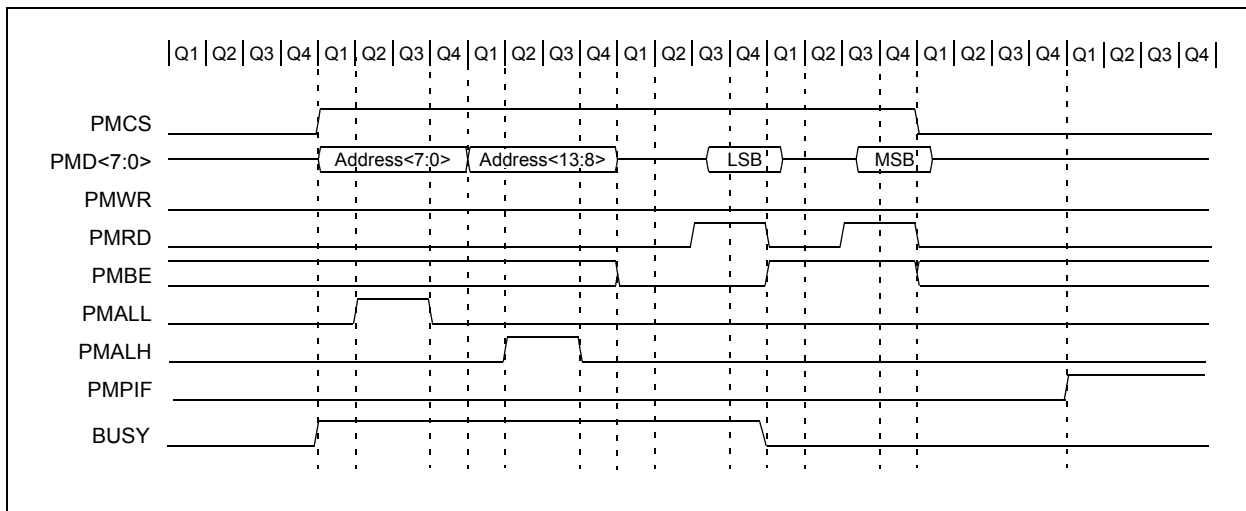 Q1 Q2 Q3 Q4 Q1 Q2 Q3 Q4 Q1 Q2 Q3 Q4 Q1 Q2 Q3 Q4 Q1 Q2 Q3 Q4 Q1 Q2 Q3 Q4 Q1 Q2 Q3 Q4
PMCS
PMD<7:0> Address<7:0> Address<13:8> LSB MSB
PMWR
PMRD
PMBE
PMALL
PMALH
PMPIF
BUSY